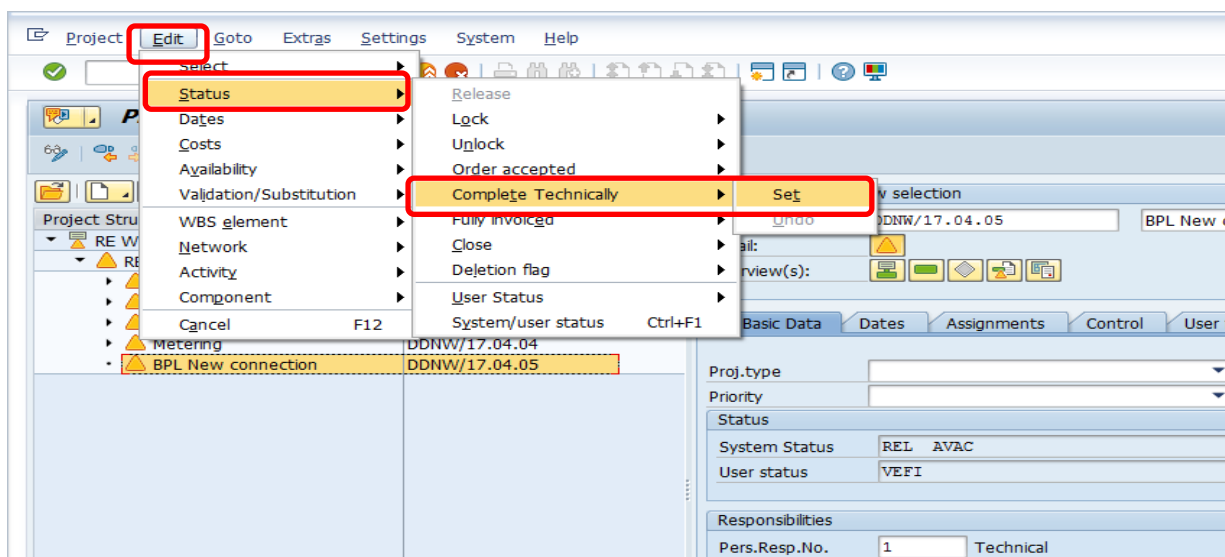 Project Edit Goto Extras Settings System Help
Select
Status
Dates
Costs
Availability
Validation/Substitution
WBS element
Network
Activity
Component
Cancel F12
Release
Lock
Unlock
Order accepted
Complete Technically
Fully invoiced
Close
Deletion flag
User Status
System/user status Ctrl+F1
Set
Undo
Project Stru
RE W
RE
Metering DDNW/17.04.04
BPL New connection DDNW/17.04.05
w selection
DDNW/17.04.05 BPL New
ail:
rview(s):
Basic Data Dates Assignments Control User
Proj.type
Priority
Status
System Status REL AVAC
User status VEFI
Responsibilities
Pers.Resp.No. 1 Technical